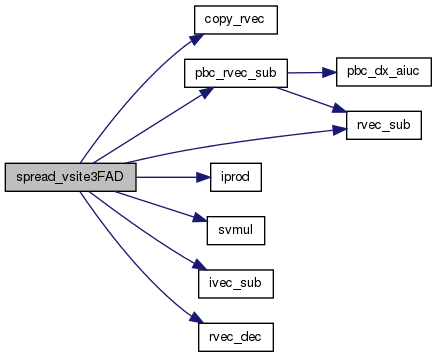 copy_rvec
pbc_rvec_sub
pbc_dx_aiuc
rvec_sub
spread_vsite3FAD
iprod
svmul
ivec_sub
rvec_dec